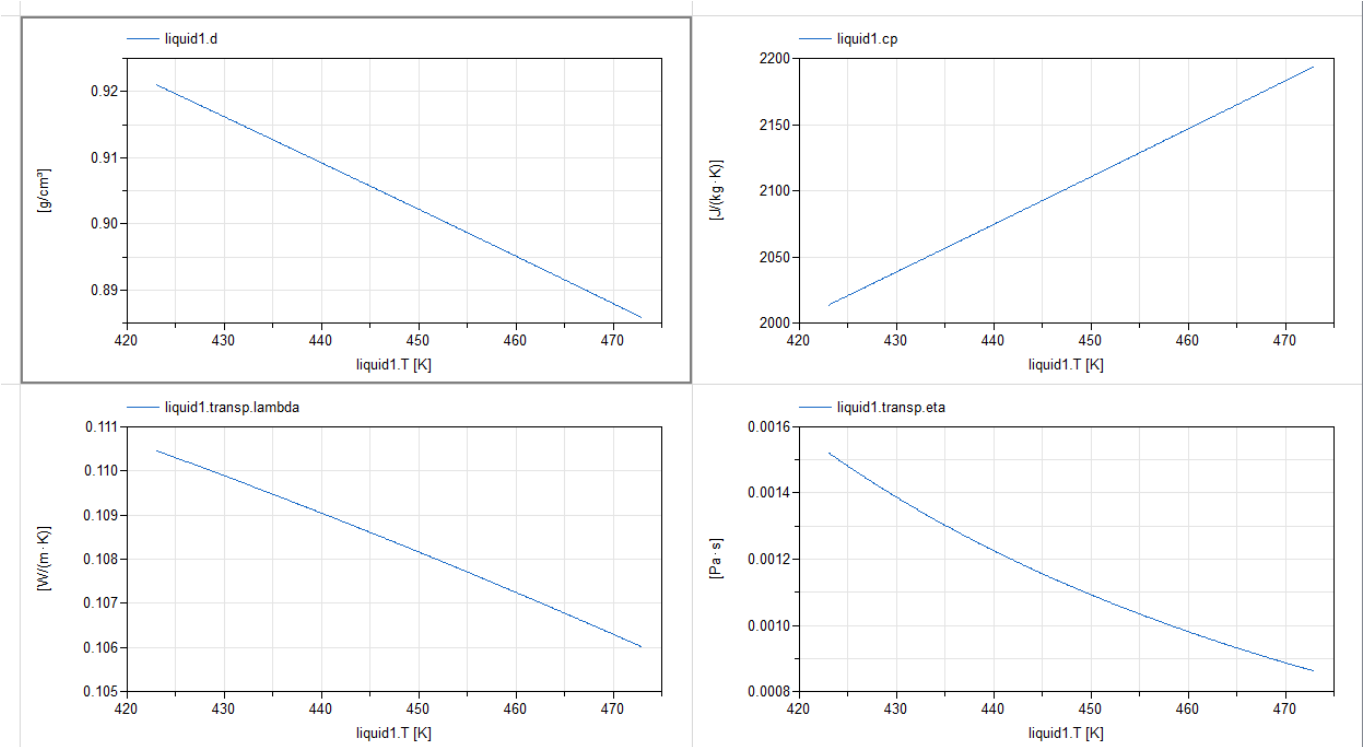 liquid1.d
[g/cm³]
0.92
0.91
0.90
0.89
420 430 440 450 460 470
liquid1.T [K]
liquid1.cp
[J/(kg·K)]
2200
2150
2100
2050
2000
420 430 440 450 460 470
liquid1.T [K]
liquid1.transp.lambda
[W/(m·K)]
0.111
0.110
0.109
0.108
0.107
0.106
0.105
420 430 440 450 460 470
liquid1.T [K]
liquid1.transp.eta
[Pa·s]
0.0016
0.0014
0.0012
0.0010
0.0008
420 430 440 450 460 470
liquid1.T [K]